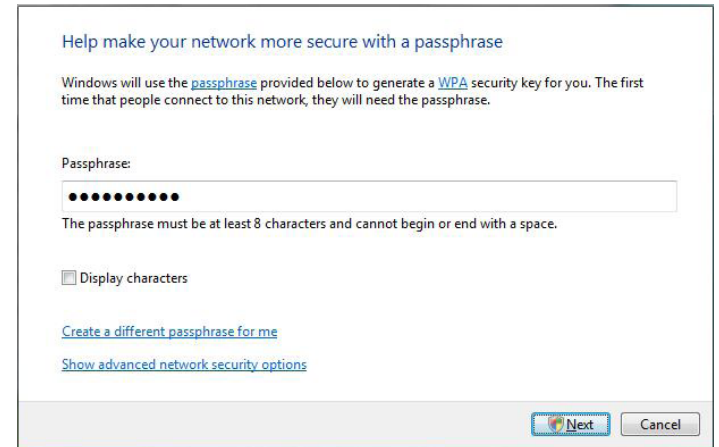 Help make your network more secure with a passphrase
Windows will use the passphrase provided below to generate a WPA security key for you. The first
time that people connect to this network, they will need the passphrase.
Passphrase:
●●●●●●●●●●
The passphrase must be at least 8 characters and cannot begin or end with a space.
Display characters
Create a different passphrase for me
Show advanced network security options
Next Cancel